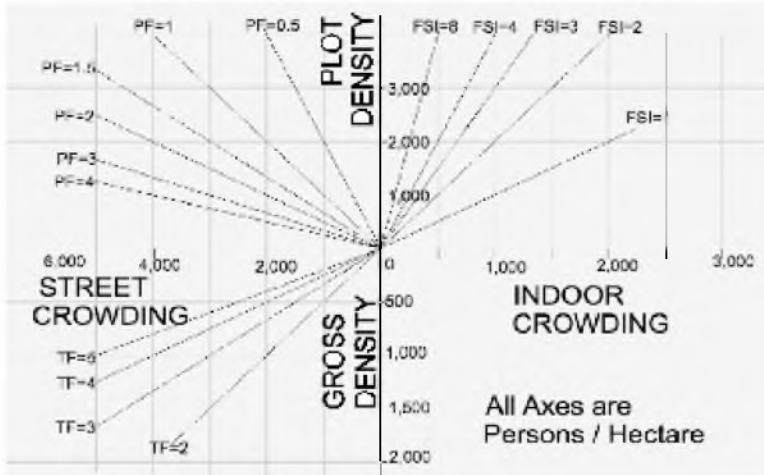 PF=1
PF=0.5
PLOT
DENSITY
FSI=8
FSI=4
FSI=3
FSI=2
PF=1.5
3,000
PF=2
FSI=
2,000
PF=3
PF=4
1,000
6,000
4,000
2,000
0
1,000
2,000
3,000
STREET
CROWDING
GROSS
DENSITY
500
INDOOR
CROWDING
TF=5
1,000
TF=4
TF=3
1,500
All Axes are
Persons / Hectare
TF=2
2,000